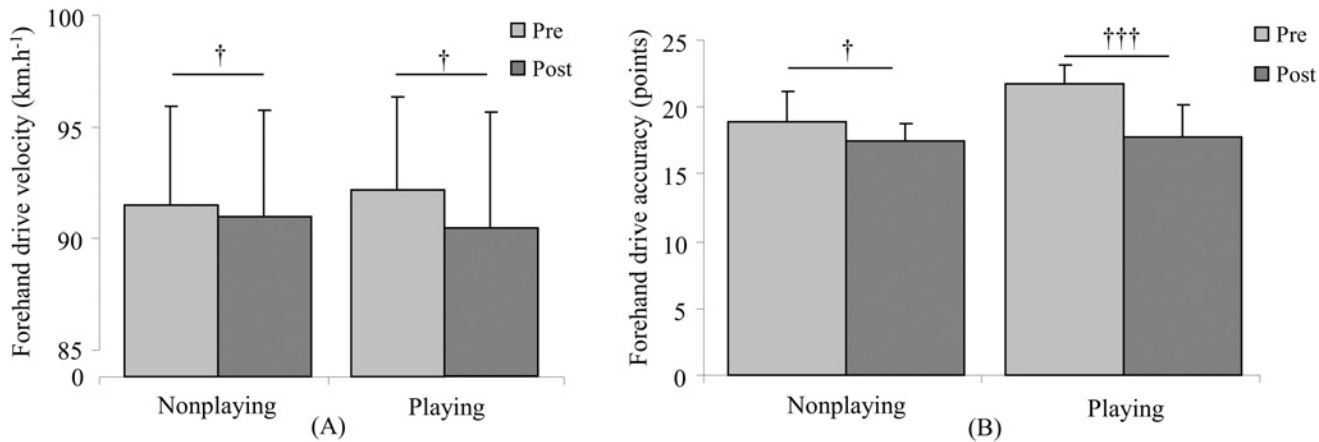 Forehand drive velocity (km.h-1)
100
95
90
85
0
†
†
Pre
Post
Nonplaying
Playing
(A)
Forehand drive accuracy (points)
25
20
15
10
5
0
†
†††
Pre
Post
Nonplaying
Playing
(B)